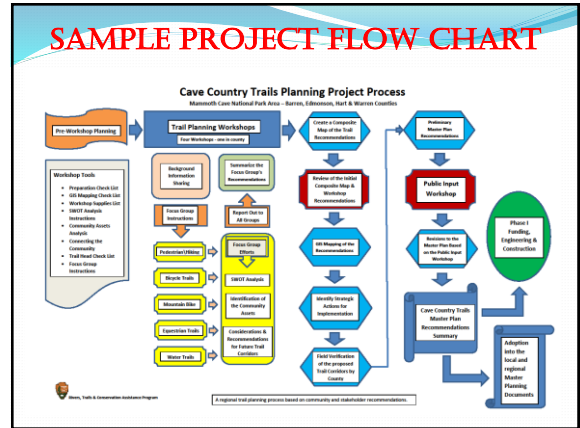 SAMPLE PROJECT FLOW CHART
Cave Country Trails Planning Project Process
Mammoth Cave National Park Area – Barren, Edmonson, Hart & Warren Counties
Pre-Workshop Planning
Trail Planning Workshops
Four Workshops - one in county
Workshop Tools
• Preparation Check List
• GIS Mapping Check List
• Workshop Supplies List
• SWOT Analysis
Instructions
• Community Assets
Analysis
• Connecting the
Community
• Trail Head Check List
• Focus Group
Instructions
Background
Information
Sharing
Summarize the
Focus Group's
Recommendations
Focus Group
Instructions
Report Out to
All Groups
Pedestrian/Hiking
Bicycle Trails
Mountain Bike
Equestrian Trails
Water Trails
Focus Group
Efforts
SWOT Analysis
Identification of
the Community
Assets
Considerations &
Recommendations
for Future Trail
Corridors
Create a Composite
Map of the Trail
Recommendations
Review of the Initial
Composite Map &
Workshop
Recommendations
GIS Mapping of the
Recommendations
Identify Strategic
Actions for
Implementation
Field Verification
of the proposed
Trail Corridors by
County
Preliminary
Master Plan
Recommendations
Public Input
Workshop
Revisions to the
Master Plan Based
on the Public Input
Workshop
Cave Country Trails
Master Plan
Recommendations
Summary
Phase I
Funding,
Engineering &
Construction
Adoption
into the
local and
regional
Master
Planning
Documents
Rivers, Trails & Conservation Assistance Program
A regional trail planning process based on community and stakeholder recommendations.